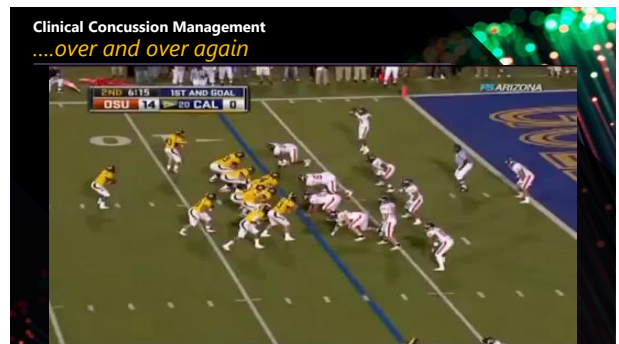 Clinical Concussion Management
....over and over again
2ND 6:15 1ST AND GOAL
OSU 14 20 CAL 0
FS ARIZONA